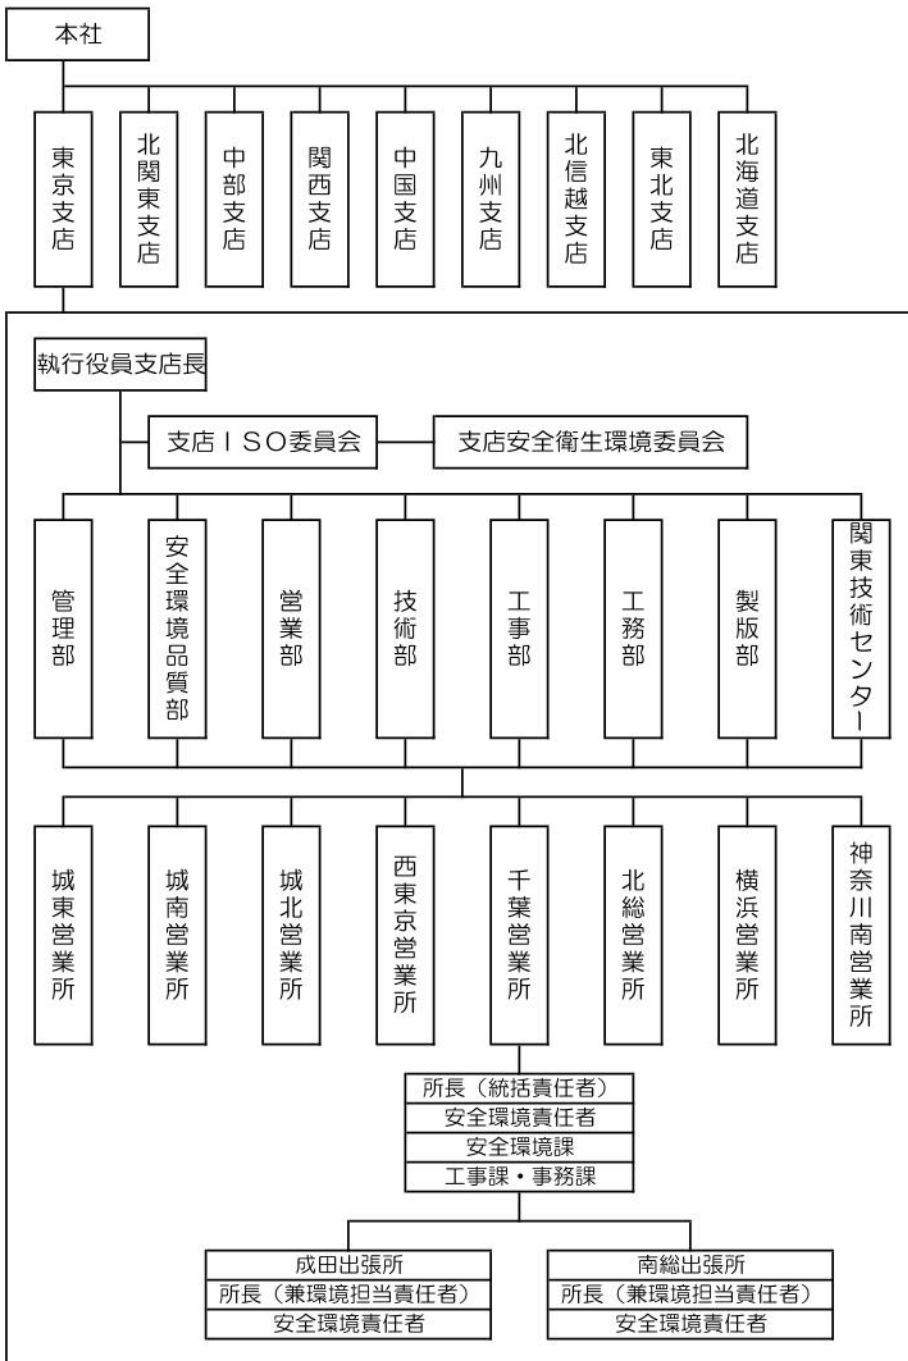 本社
東京支店
北関東支店
中部支店
関西支店
中国支店
九州支店
北信越支店
東北支店
北海道支店
執行役員支店長
支店ISO委員会
支店安全衛生環境委員会
管理部
安全環境品質部
営業部
技術部
工事部
工務部
製版部
関東技術センター
城東営業所
城南営業所
城北営業所
西東京営業所
千葉営業所
北総営業所
横浜営業所
神奈川南営業所
所長（統括責任者）
安全環境責任者
安全環境課
工事課・事務課
成田出張所
所長（兼環境担当責任者）
安全環境責任者
南総出張所
所長（兼環境担当責任者）
安全環境責任者